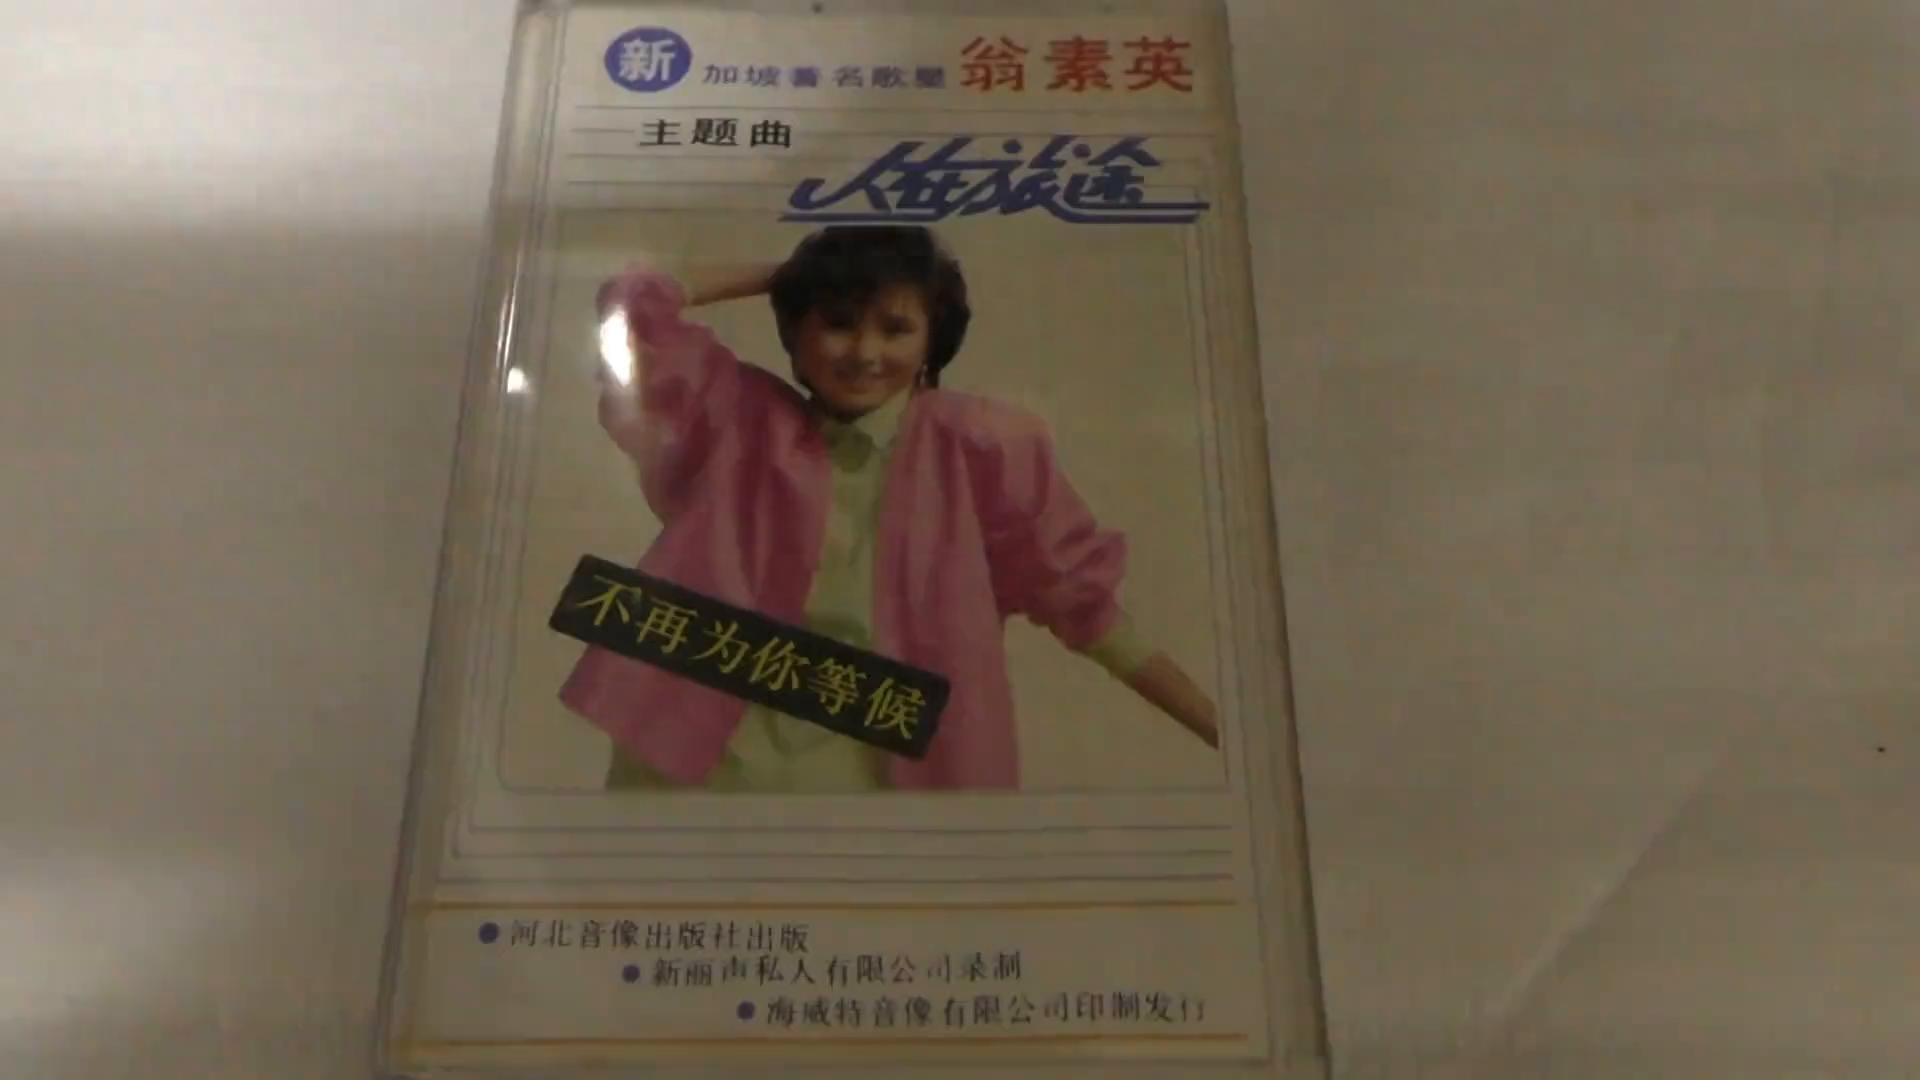 新加坡著名歌星 翁素英
主题曲
人生旅途
不再为你等候
河北音像出版社出版
新丽声私人有限公司录制
海威特音像有限公司印制发行